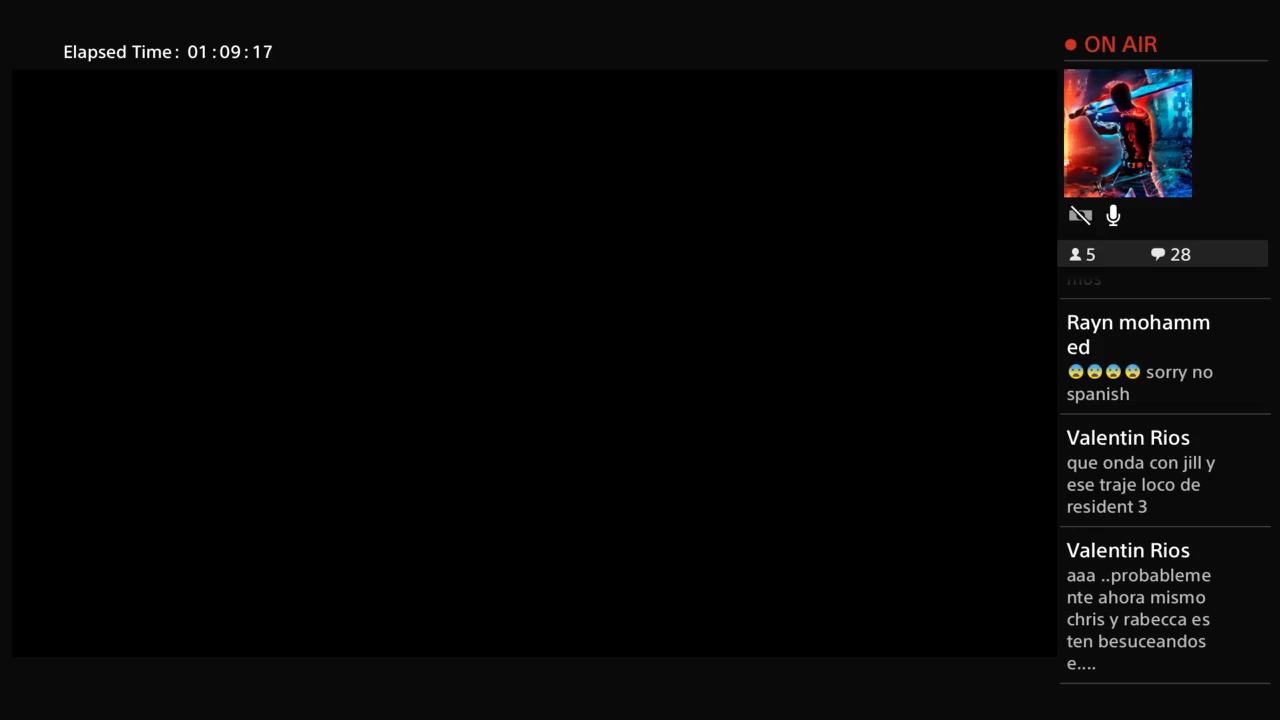 Elapsed Time: 01:09:17
ON AIR
5 28
mos
Rayn mohamm
ed
😨😨😨😨 sorry no
spanish
Valentin Rios
que onda con jill y
ese traje loco de
resident 3
Valentin Rios
aaa ..probableme
nte ahora mismo
chris y rabecca es
ten besuceandos
e....